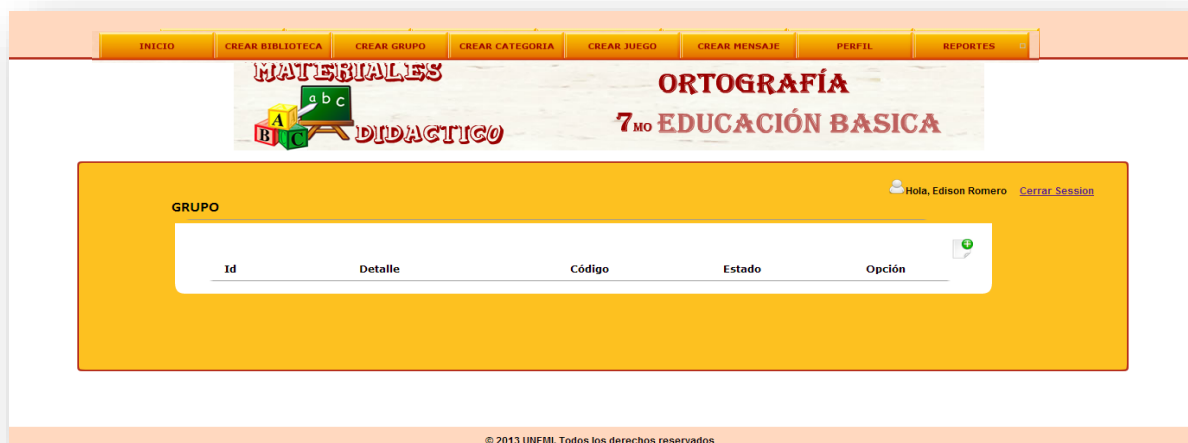 INICIO CREAR BIBLIOTECA CREAR GRUPO CREAR CATEGORIA CREAR JUEGO CREAR MENSAJE PERFIL REPORTES
MATERIALES
a b c
A B C
DIDACTICO
ORTOGRAFÍA
7MO EDUCACIÓN BASICA
Hola, Edison Romero Cerrar Session
GRUPO
Id Detalle Código Estado Opción
© 2013 UNEMI. Todos los derechos reservados